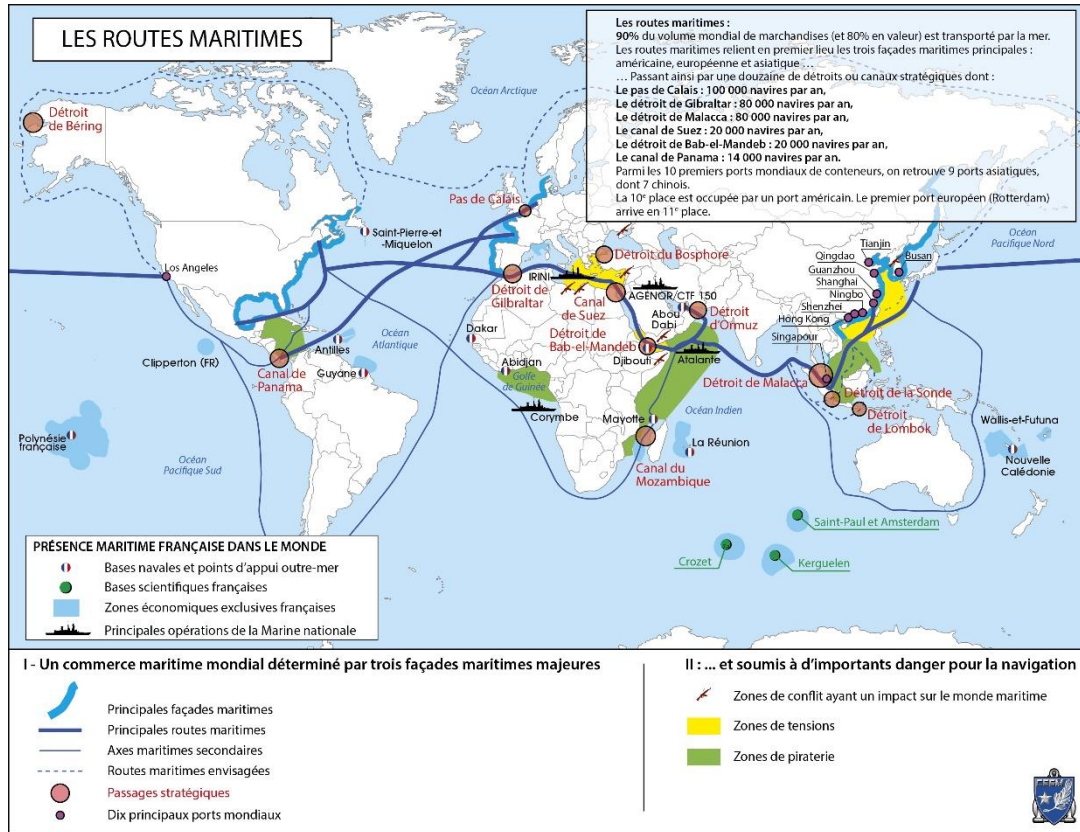 LES ROUTES MARITIMES
Les routes maritimes :
90% du volume mondial de marchandises (et 80% en valeur) est transporté par la mer.
Les routes maritimes relient en premier lieu les trois façades maritimes principales :
américaine, européenne et asiatique ...
... Passant ainsi par une douzaine de détroits ou canaux stratégiques dont :
Le pas de Calais : 100 000 navires par an,
Le détroit de Gibraltar : 80 000 navires par an,
Le détroit de Malacca : 80 000 navires par an,
Le canal de Suez : 20 000 navires par an,
Le détroit de Bab-el-Mandeb : 20 000 navires par an,
Le canal de Panama : 14 000 navires par an.
Parmi les 10 premiers ports mondiaux de conteneurs, on retrouve 9 ports asiatiques,
dont 7 chinois.
La 10e place est occupée par un port américain. Le premier port européen (Rotterdam)
arrive en 11e place.
Océan Arctique
Détroit
de Béring
Pas de Calais
Saint-Pierre-et
-Miquelon
Océan
Pacifique Nord
Tianjin
Qingdao
Busan
Guanzhou
Shanghai
Ningbo
Shenzhei
Hong Kong
Singapour
Los Angeles
Détroit du Bosphore
IRINI
Détroit de
Gilbraltar
Canal
de Suez
AGÉNOR/CTF 150
Abou
Dabi
Détroit
d'Ormuz
Détroit de
Bab-el-Mandeb
Djibouti
Atalante
Océan
Atlantique
Dakar
Clipperton (FR)
Antilles
Guyane
Canal de
Panama
Abidjan
Golfe
de Guinée
Corymbe
Détroit de Malacca
Détroit de la Sonde
Détroit
de Lombok
Mayotte
Océan Indien
La Réunion
Canal du
Mozambique
Wallis-et-Futuna
Nouvelle
Calédonie
Polynésie
française
Océan
Pacifique Sud
Saint-Paul et Amsterdam
Crozet
Kerguelen
PRÉSENCE MARITIME FRANÇAISE DANS LE MONDE
Bases navales et points d'appui outre-mer
Bases scientifiques françaises
Zones économiques exclusives françaises
Principales opérations de la Marine nationale
I - Un commerce maritime mondial déterminé par trois façades maritimes majeures
Principales façades maritimes
Principales routes maritimes
Axes maritimes secondaires
Routes maritimes envisagées
Passages stratégiques
Dix principaux ports mondiaux
II : ... et soumis à d'importants danger pour la navigation
Zones de conflit ayant un impact sur le monde maritime
Zones de tensions
Zones de piraterie